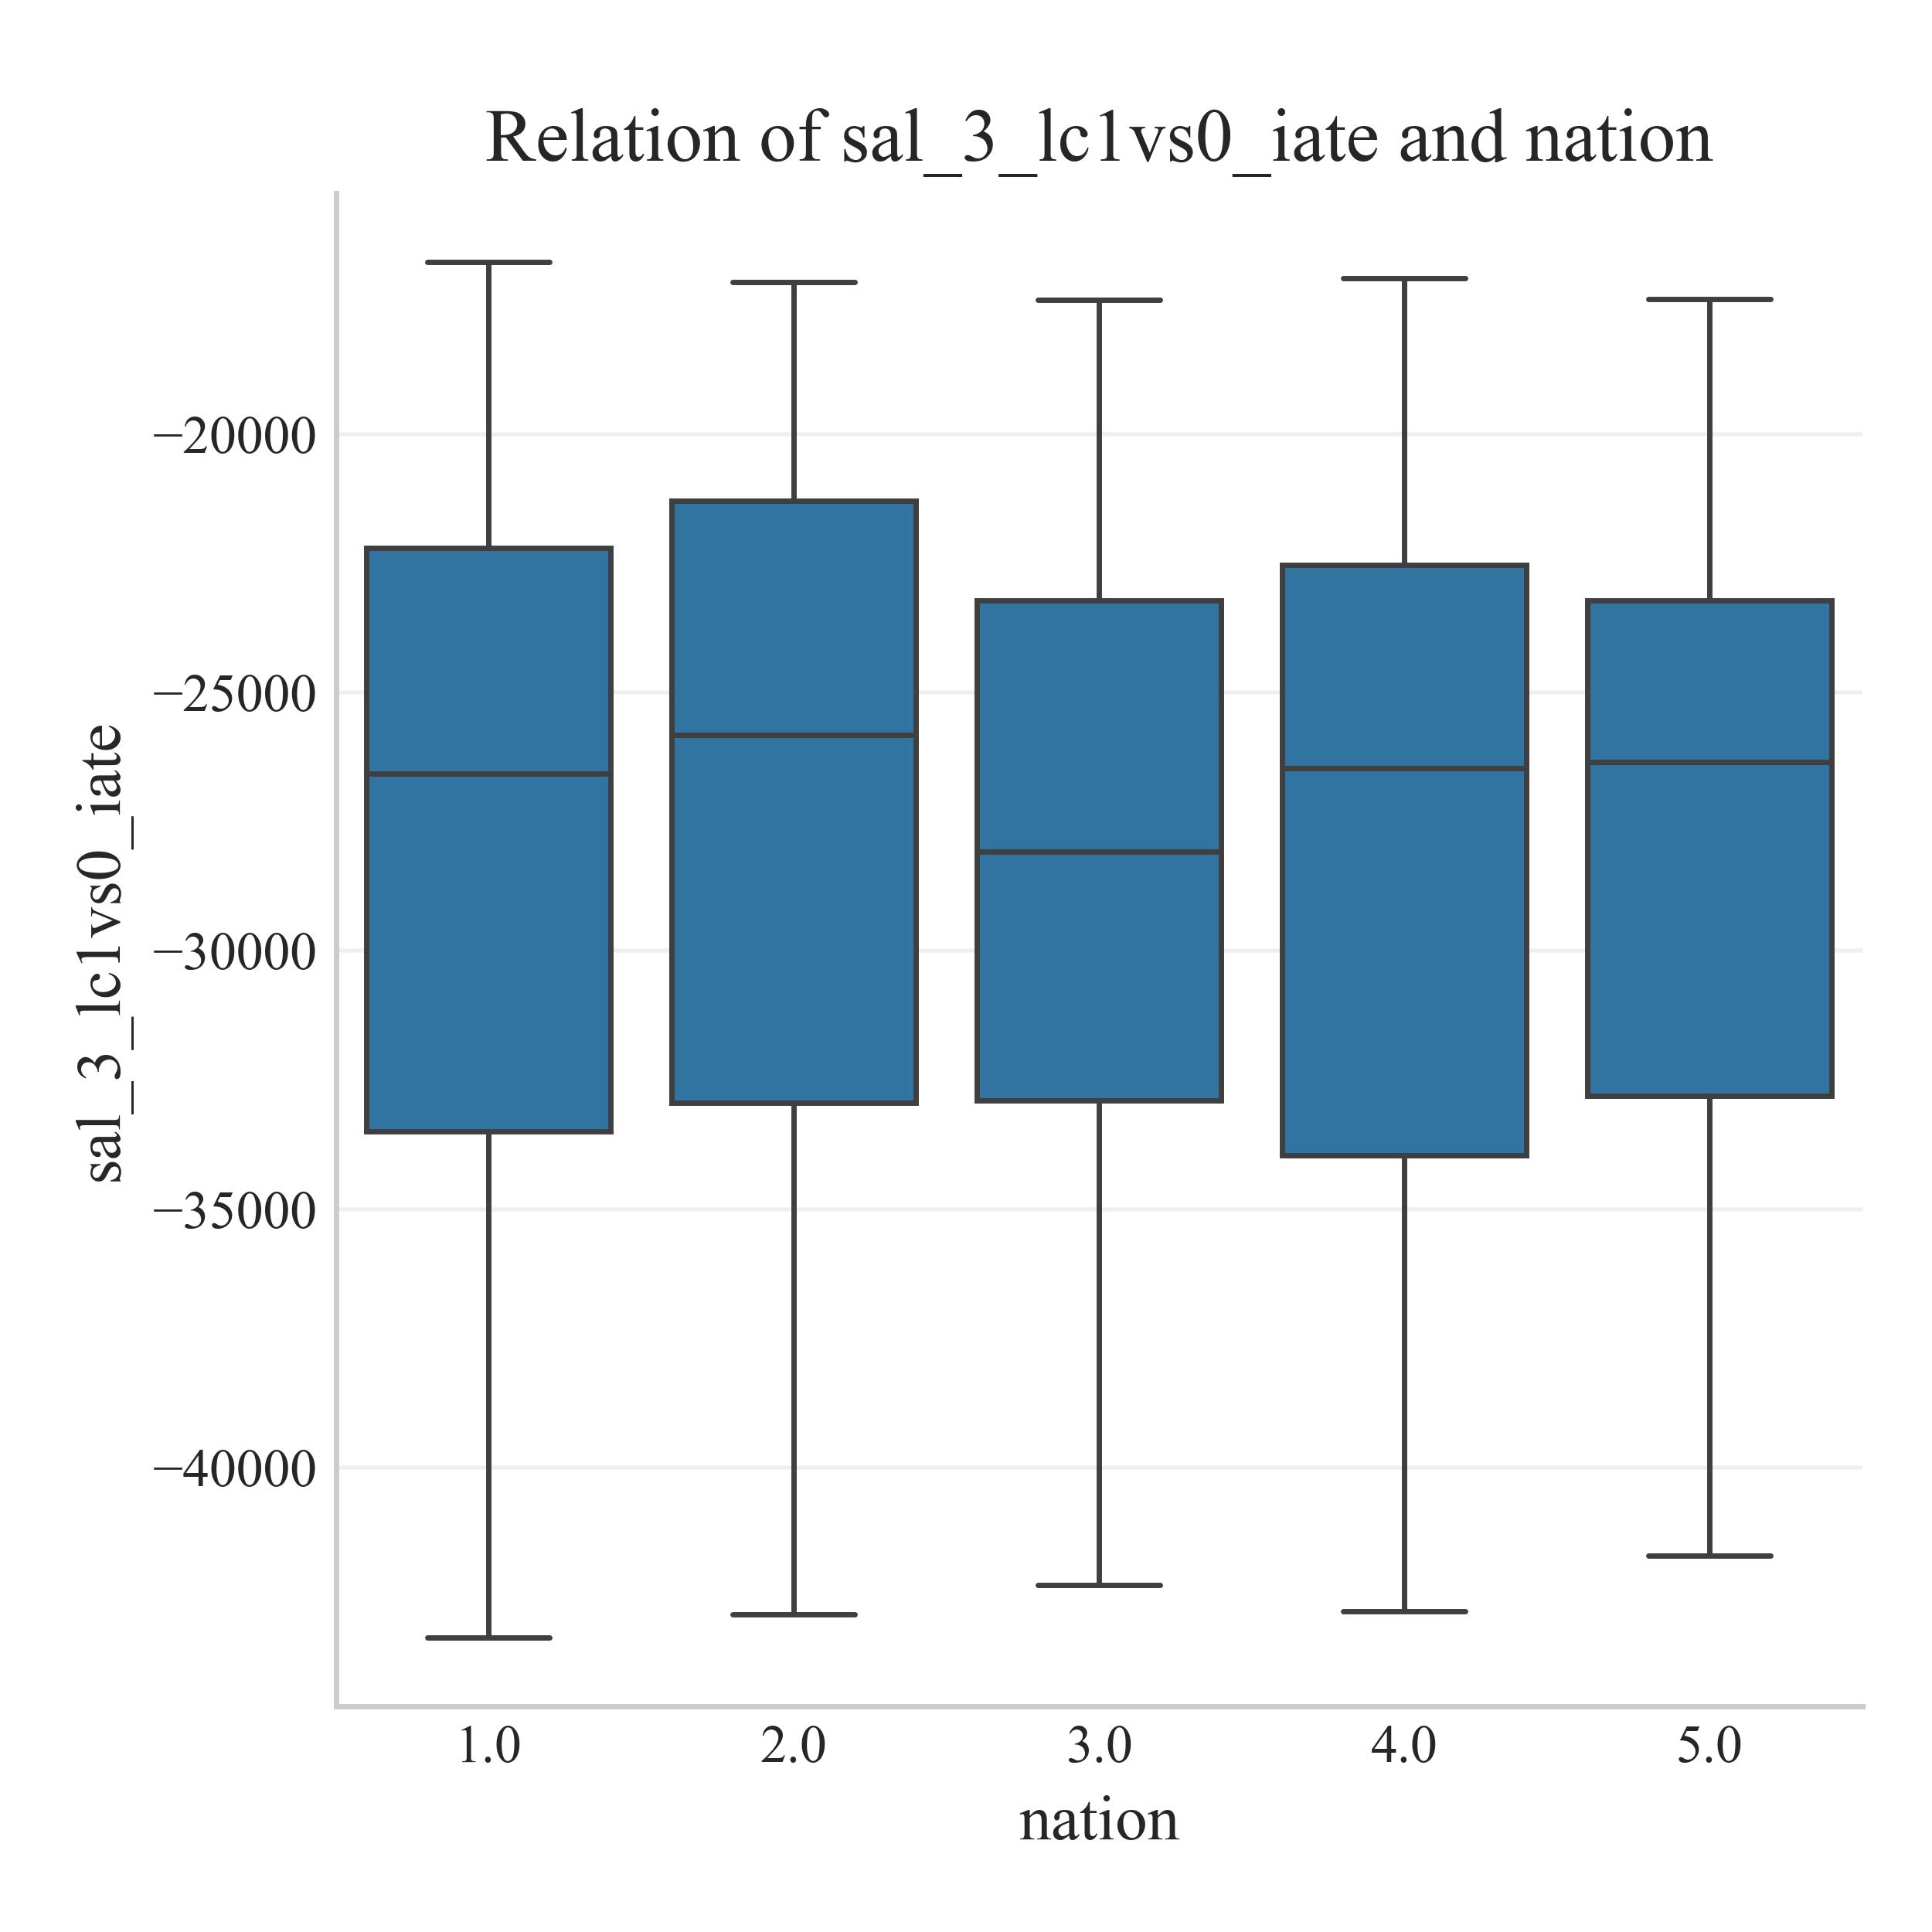 Relation of sal_3_lc1vs0_iate and nation
sal_3_lc1vs0_iate
−20000
−25000
−30000
−35000
−40000
1.0 2.0 3.0 4.0 5.0
nation